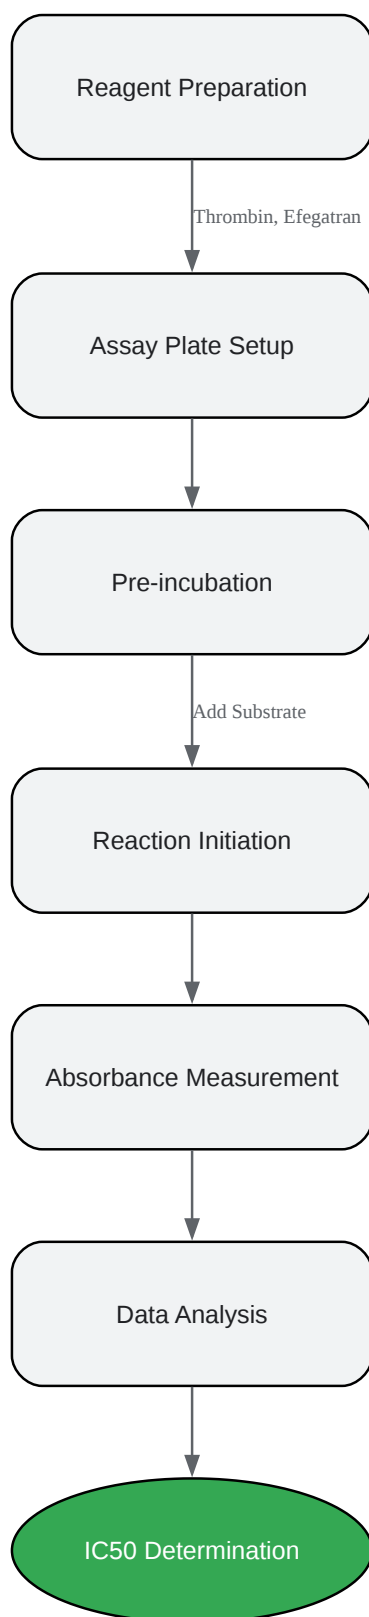 Reagent Preparation
Thrombin, Efegatran
Assay Plate Setup
Pre-incubation
Add Substrate
Reaction Initiation
Absorbance Measurement
Data Analysis
IC50 Determination